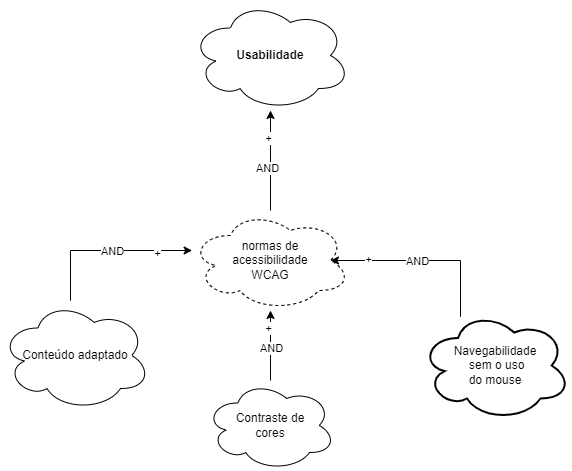 Usabilidade
+
AND
normas de
acessibilidade
WCAG
AND
+
+
AND
+
AND
Conteúdo adaptado
Navegabilidade
sem o uso
do mouse
Contraste de
cores